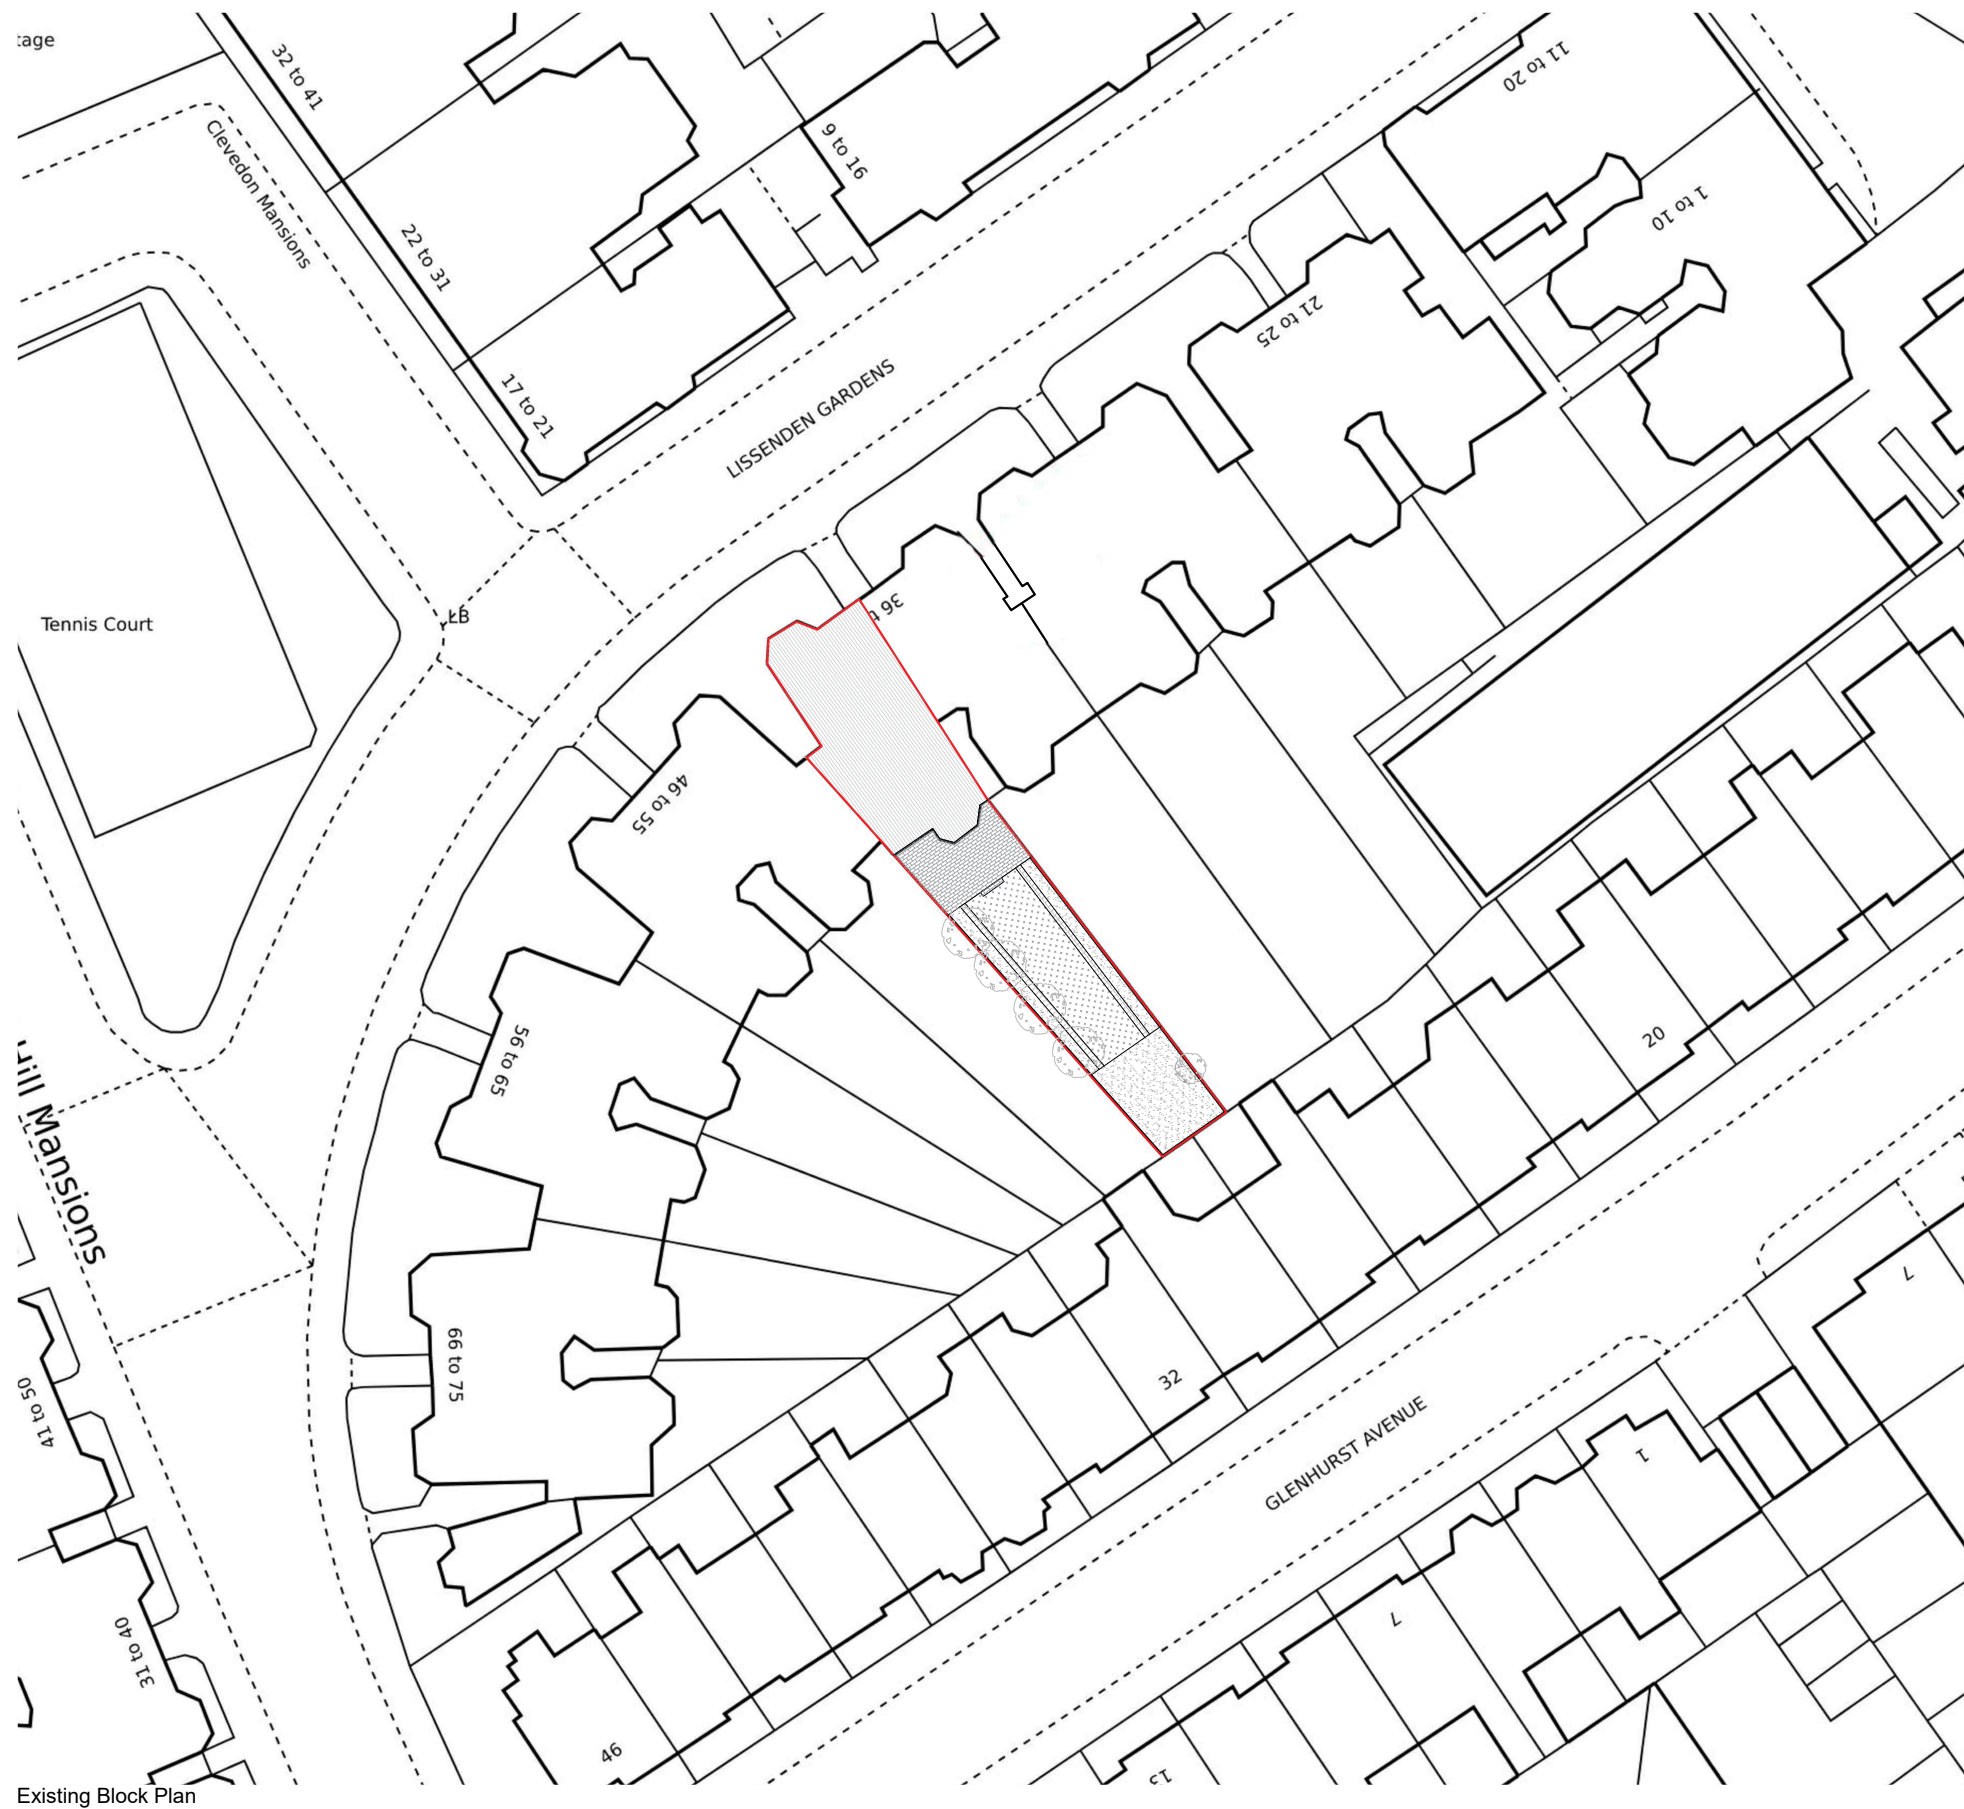 tage
32 to 41
Clevedon Mansions
9 to 16
11 to 20
1 to 10
22 to 31
21 to 25
17 to 21
LISSENDEN GARDENS
Tennis Court
LB
36 t
46 to 55
56 to 65
20
Hill Mansions
7
66 to 75
32
41 to 50
GLENHURST AVENUE
1
7
31 to 40
46
13
Existing Block Plan